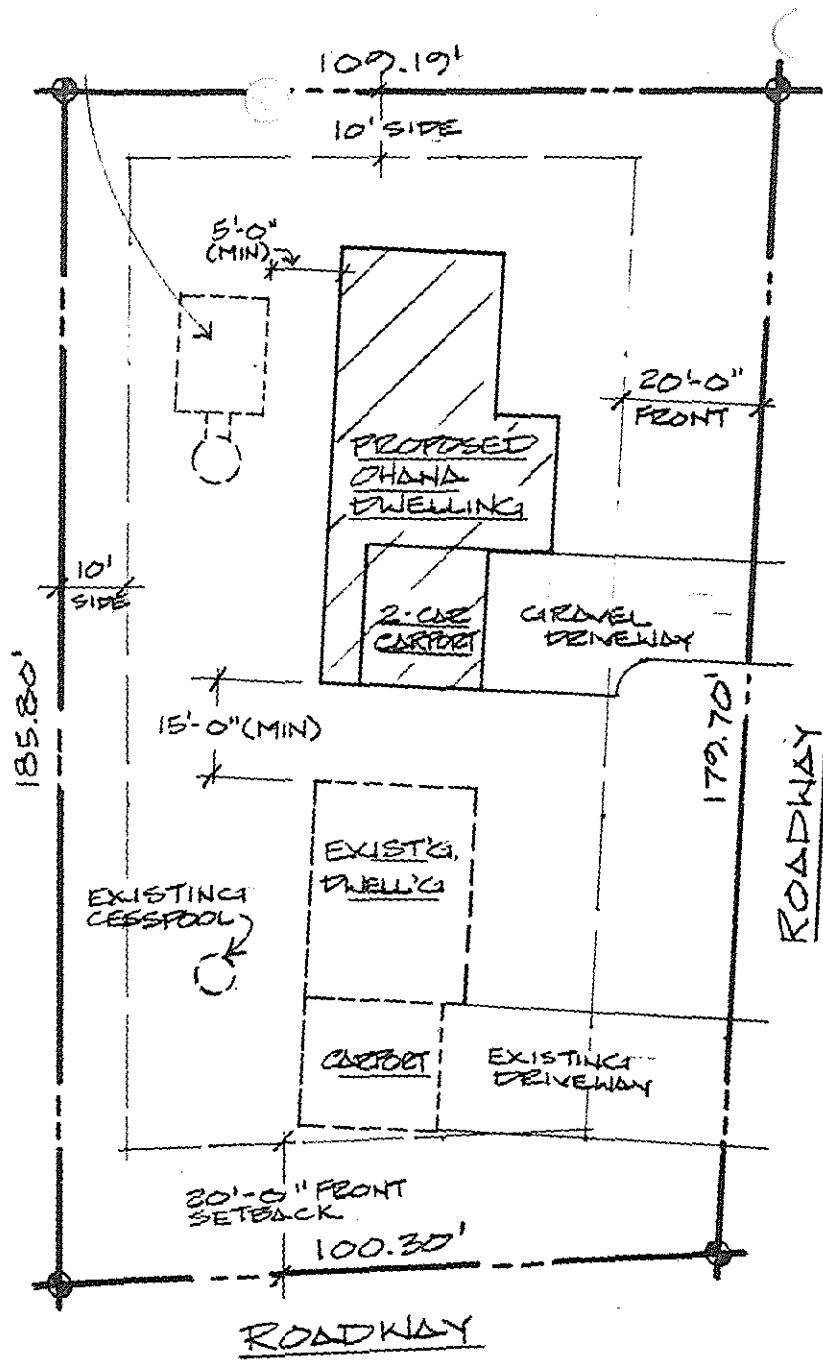 109.19'
10' SIDE
5'-0"
(MIN)
20'-0"
FRONT
PROPOSED
OHANA
DWELLING
10'
SIDE
2-CAR
CARPORT
GRAVEL
DRIVEWAY
185.80'
15'-0" (MIN)
179.70'
ROADWAY
EXIST'G.
DWELL'G
EXISTING
CESSPOOL
CARPORT
EXISTING
DRIVEWAY
20'-0" FRONT
SETBACK
100.30'
ROADWAY